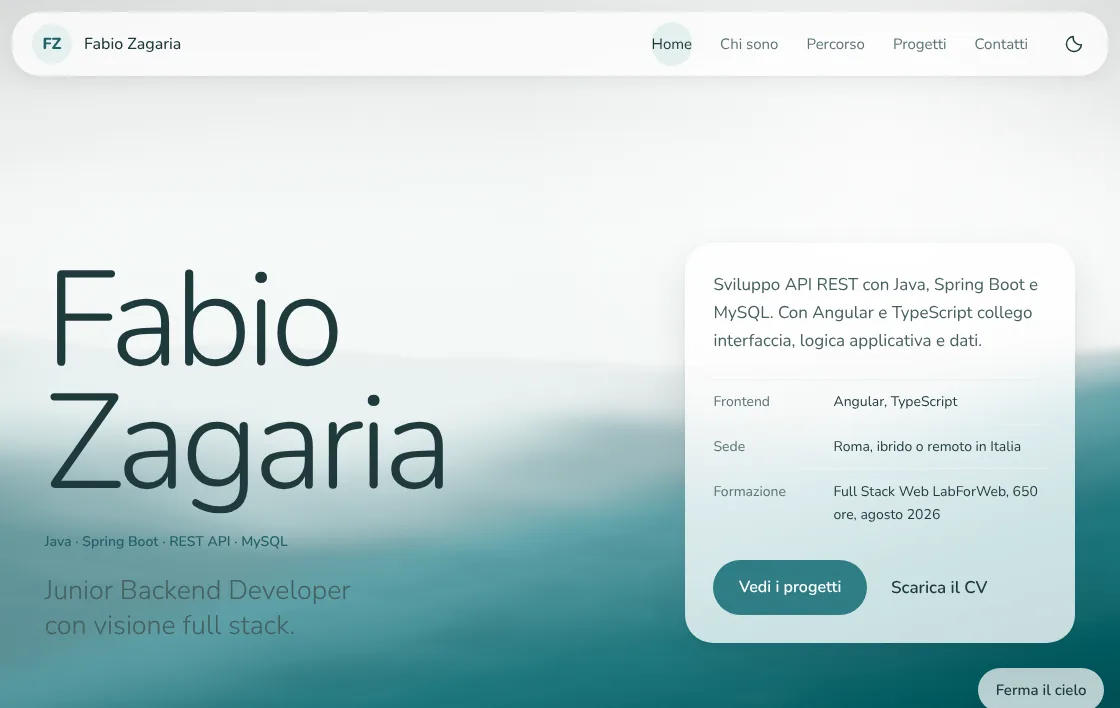 FZ Fabio Zagaria Home Chi sono Percorso Progetti Contatti
Fabio
Zagaria
Java · Spring Boot · REST API · MySQL
Junior Backend Developer
con visione full stack.
Sviluppo API REST con Java, Spring Boot e
MySQL. Con Angular e TypeScript collego
interfaccia, logica applicativa e dati.
Frontend Angular, TypeScript
Sede Roma, ibrido o remoto in Italia
Formazione Full Stack Web LabForWeb, 650
ore, agosto 2026
Vedi i progetti Scarica il CV
Ferma il cielo